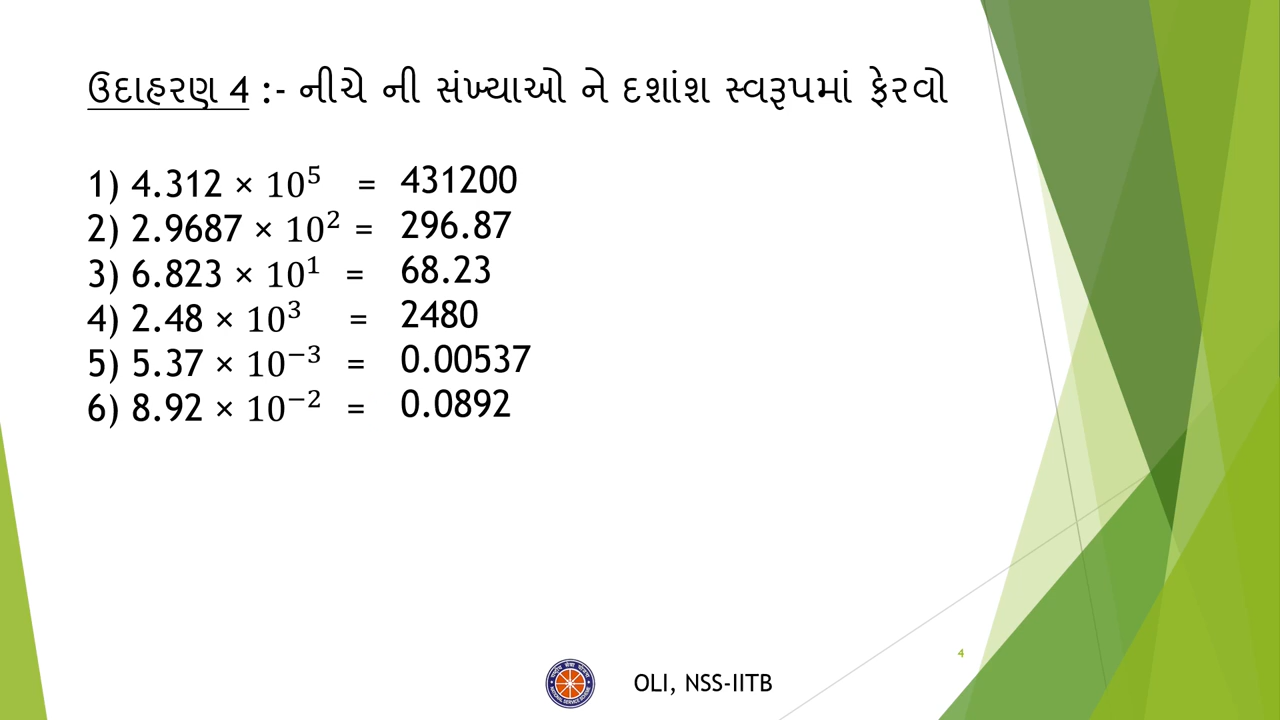 ઉદાહરણ 4 :- નીચે ની સંખ્યાઓ ને દશાંશ સ્વરૂપમાં ફેરવો
1) 4.312 × 10⁵ = 431200
2) 2.9687 × 10² = 296.87
3) 6.823 × 10¹ = 68.23
4) 2.48 × 10³ = 2480
5) 5.37 × 10⁻³ = 0.00537
6) 8.92 × 10⁻² = 0.0892
4
OLI, NSS-IITB